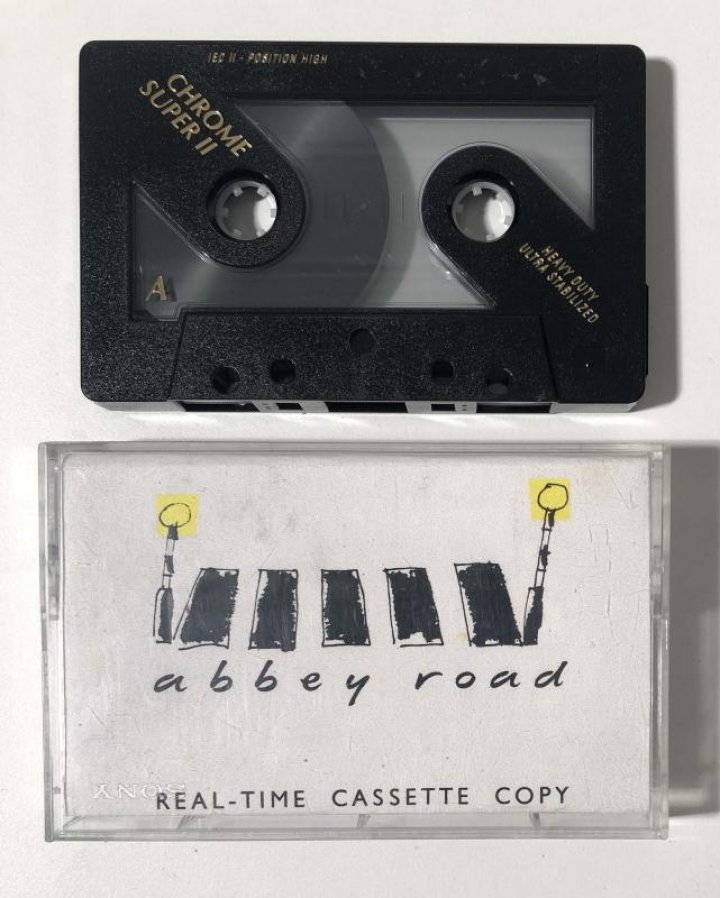 IEC II - POSITION HIGH
CHROME
SUPER II
A
HEAVY DUTY
ULTRA STABILIZED
abbey road
SONY
REAL-TIME CASSETTE COPY